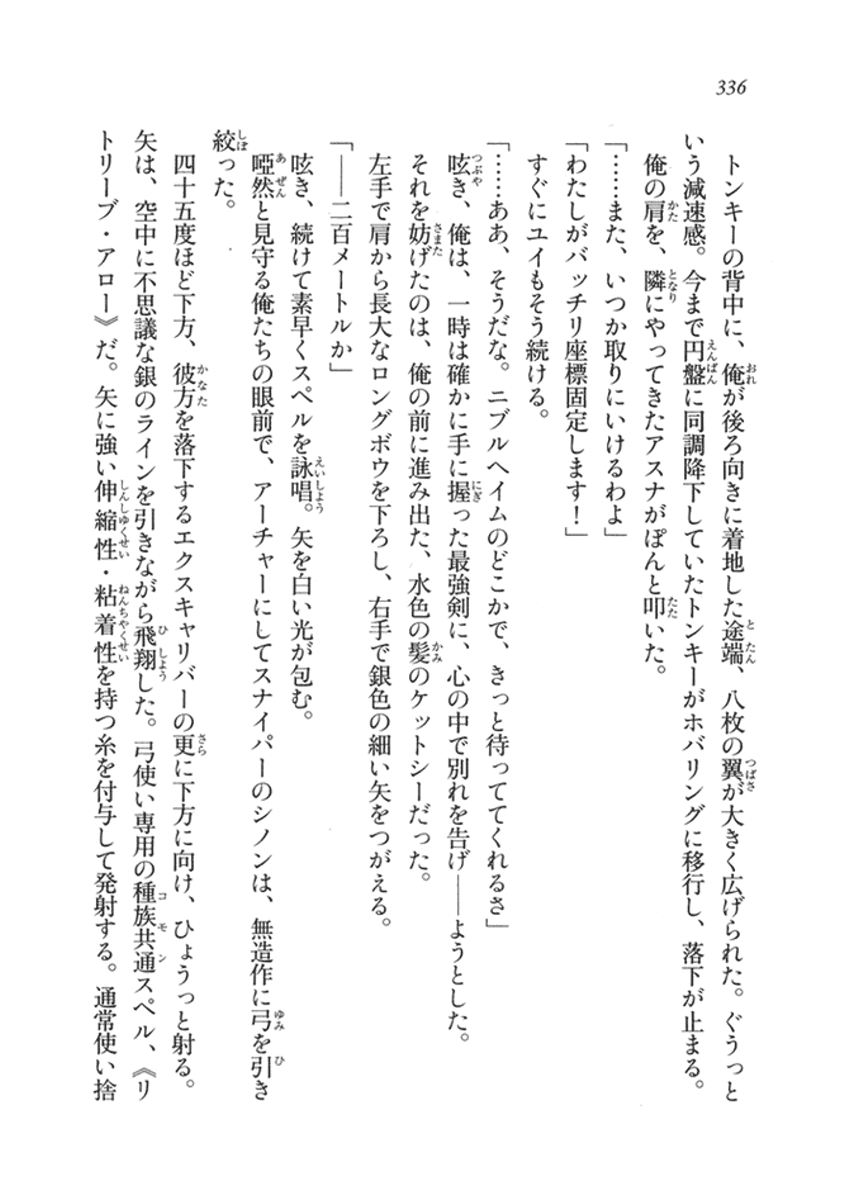 336
トンキーの背中に、俺が後ろ向きに着地した途端、八枚の翼が大きく広げられた。ぐうっと
いう減速感。今まで円盤に同調降下していたトンキーがホバリングに移行し、落下が止まる。
俺の肩を、隣にやってきたアスナがぽんと叩いた。
「……また、いつか取りにいけるわよ」
「わたしがバッチリ座標固定します!」
すぐにユイもそう続ける。
「……ああ、そうだな。ニブルヘイムのどこかで、きっと待っててくれるさ」
呟き、俺は、一時は確かに手に握った最強剣に、心の中で別れを告げ――ようとした。
それを妨げたのは、俺の前に進み出た、水色の髪のケットシーだった。
左手で肩から長大なロングボウを下ろし、右手で銀色の細い矢をつがえる。
「――二百メートルか」
呟き、続けて素早くスペルを詠唱。矢を白い光が包む。
啞然と見守る俺たちの眼前で、アーチャーにしてスナイパーのシノンは、無造作に弓を引き
絞った。
四十五度ほど下方、彼方を落下するエクスキャリバーの更に下方に向け、ひょうっと射る。
矢は、空中に不思議な銀のラインを引きながら飛翔した。弓使い専用の種族共通スペル、《リ
トリーブ・アロー》だ。矢に強い伸縮性・粘着性を持つ糸を付与して発射する。通常使い捨